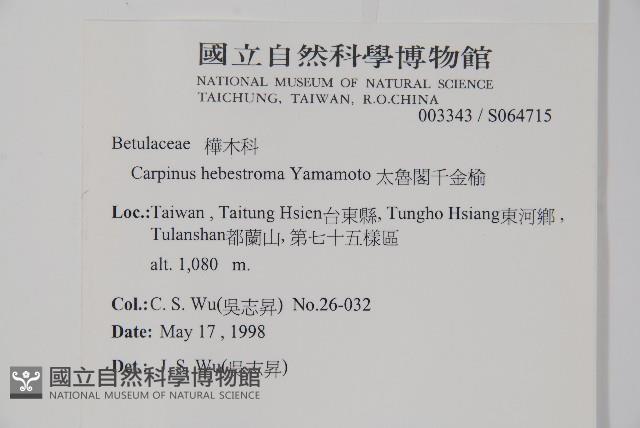 國立自然科學博物館
NATIONAL MUSEUM OF NATURAL SCIENCE
TAICHUNG, TAIWAN, R.O.CHINA
003343 / S064715
Betulaceae 樺木科
Carpinus hebestroma Yamamoto 太魯閣千金榆
Loc.:Taiwan , Taitung Hsien台東縣, Tungho Hsiang東河鄉 ,
Tulanshan都蘭山, 第七十五樣區
alt. 1,080 m.
Col.: C. S. Wu(吳志昇) No.26-032
Date: May 17 , 1998
Det.: J. S. Wu(吳志昇)
國立自然科學博物館
NATIONAL MUSEUM OF NATURAL SCIENCE